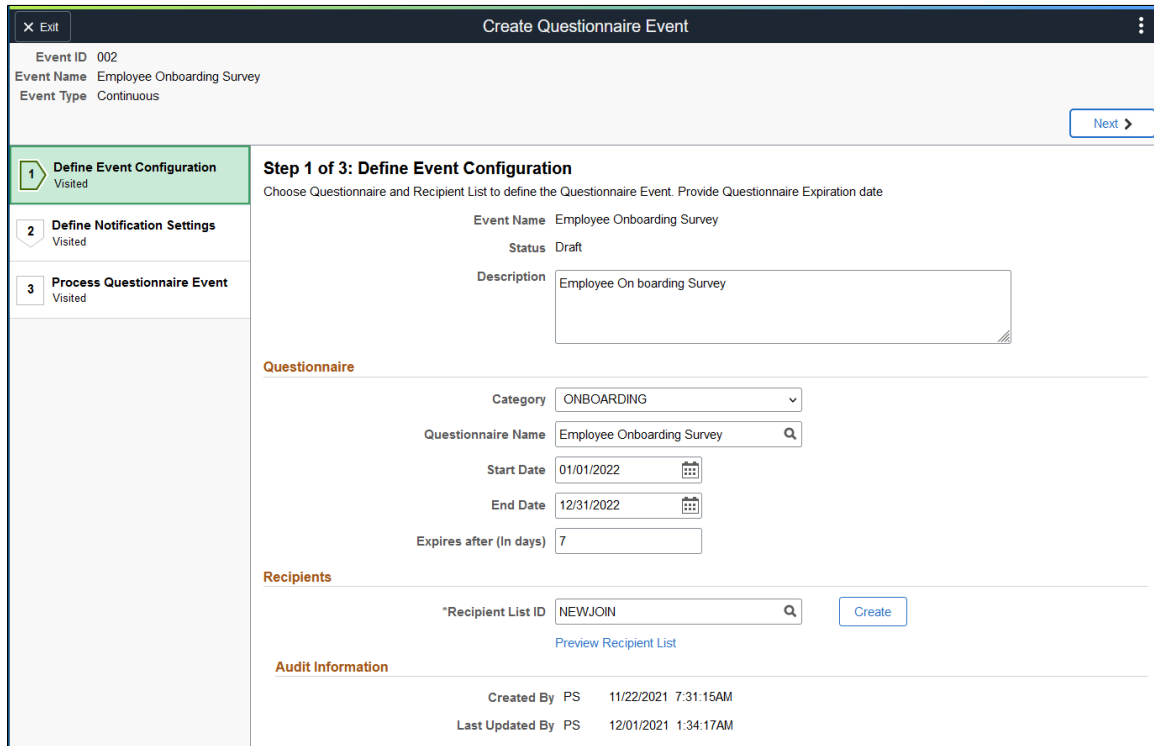 Exit
Create Questionnaire Event
Event ID 002
Event Name Employee Onboarding Survey
Event Type Continuous
Next
1 Define Event Configuration
Visited
2 Define Notification Settings
Visited
3 Process Questionnaire Event
Visited
Step 1 of 3: Define Event Configuration
Choose Questionnaire and Recipient List to define the Questionnaire Event. Provide Questionnaire Expiration date
Event Name Employee Onboarding Survey
Status Draft
Description Employee On boarding Survey
Questionnaire
Category ONBOARDING
Questionnaire Name Employee Onboarding Survey
Start Date 01/01/2022
End Date 12/31/2022
Expires after (In days) 7
Recipients
*Recipient List ID NEWJOIN Create
Preview Recipient List
Audit Information
Created By PS 11/22/2021 7:31:15AM
Last Updated By PS 12/01/2021 1:34:17AM